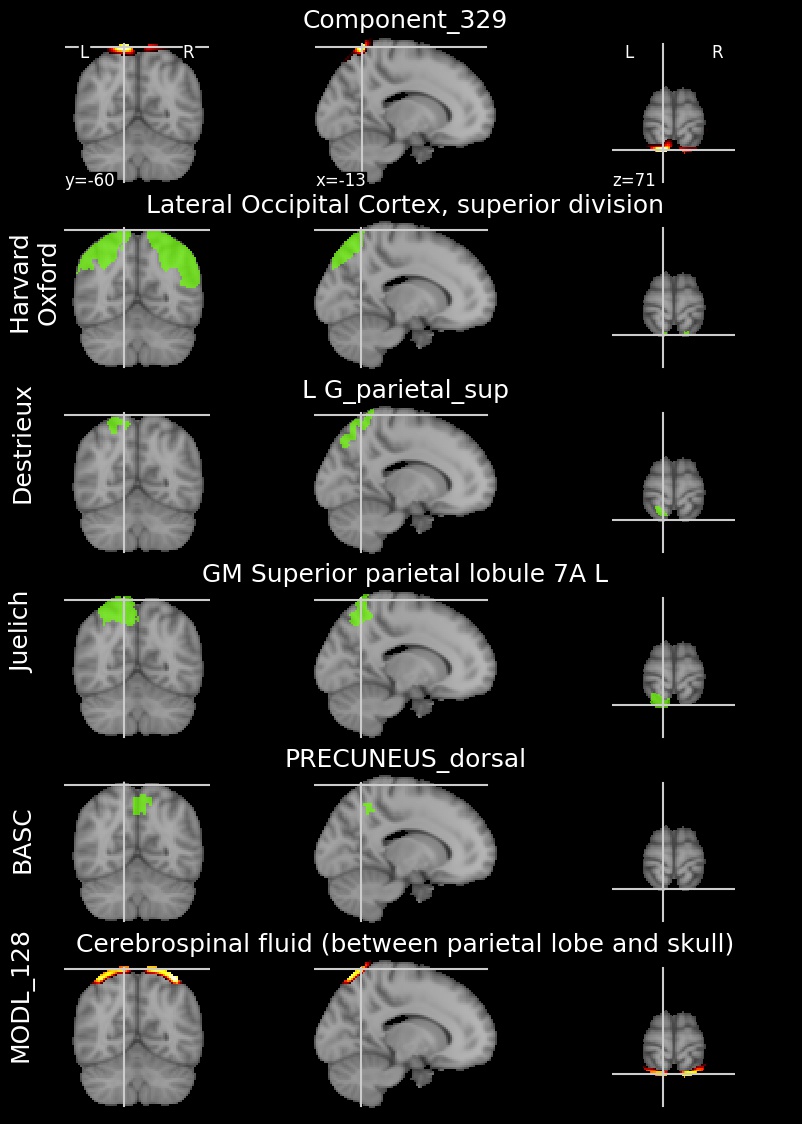 Component_329
L R
L R
y=-60
x=-13
z=71
Lateral Occipital Cortex, superior division
Harvard
Oxford
L G_parietal_sup
Destrieux
GM Superior parietal lobule 7A L
Juelich
PRECUNEUS_dorsal
BASC
Cerebrospinal fluid (between parietal lobe and skull)
MODL_128